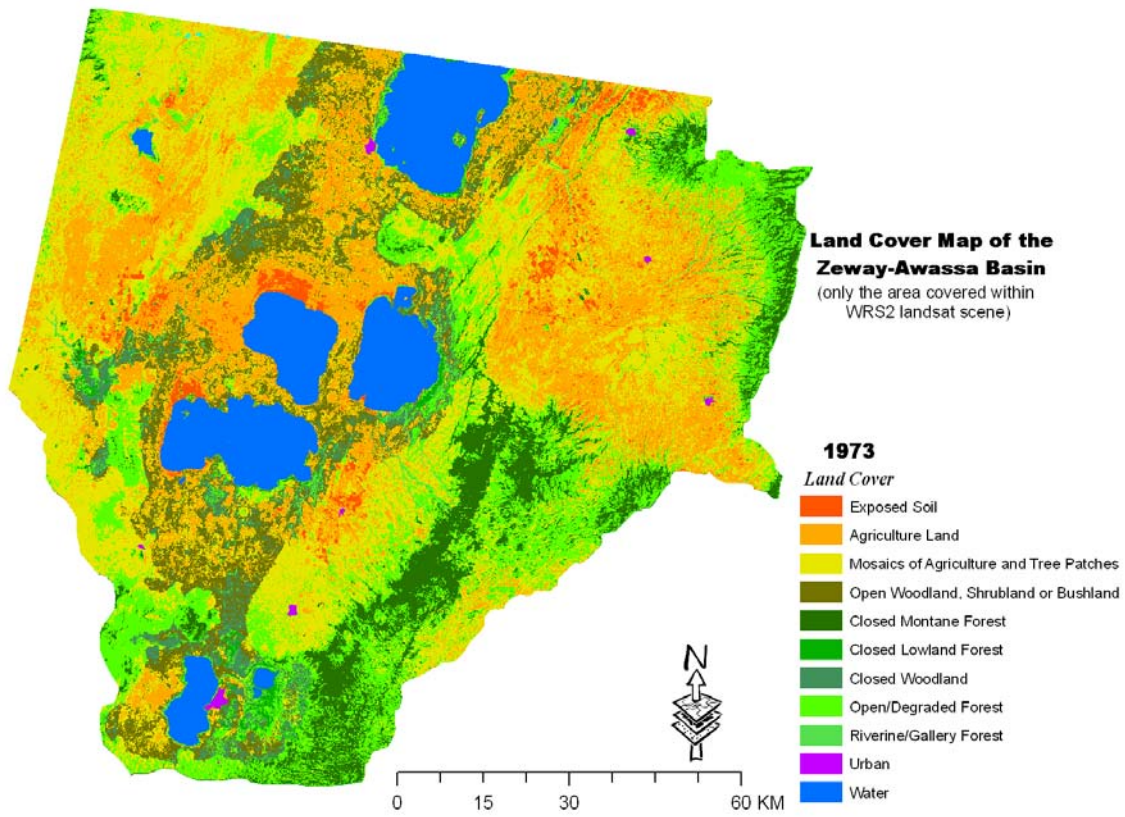 Land Cover Map of the
Zeway-Awassa Basin
(only the area covered within
WRS2 landsat scene)
1973
Land Cover
Exposed Soil
Agriculture Land
Mosaics of Agriculture and Tree Patches
Open Woodland, Shrubland or Bushland
Closed Montane Forest
Closed Lowland Forest
Closed Woodland
Open/Degraded Forest
Riverine/Gallery Forest
Urban
Water
N
0 15 30 60 KM